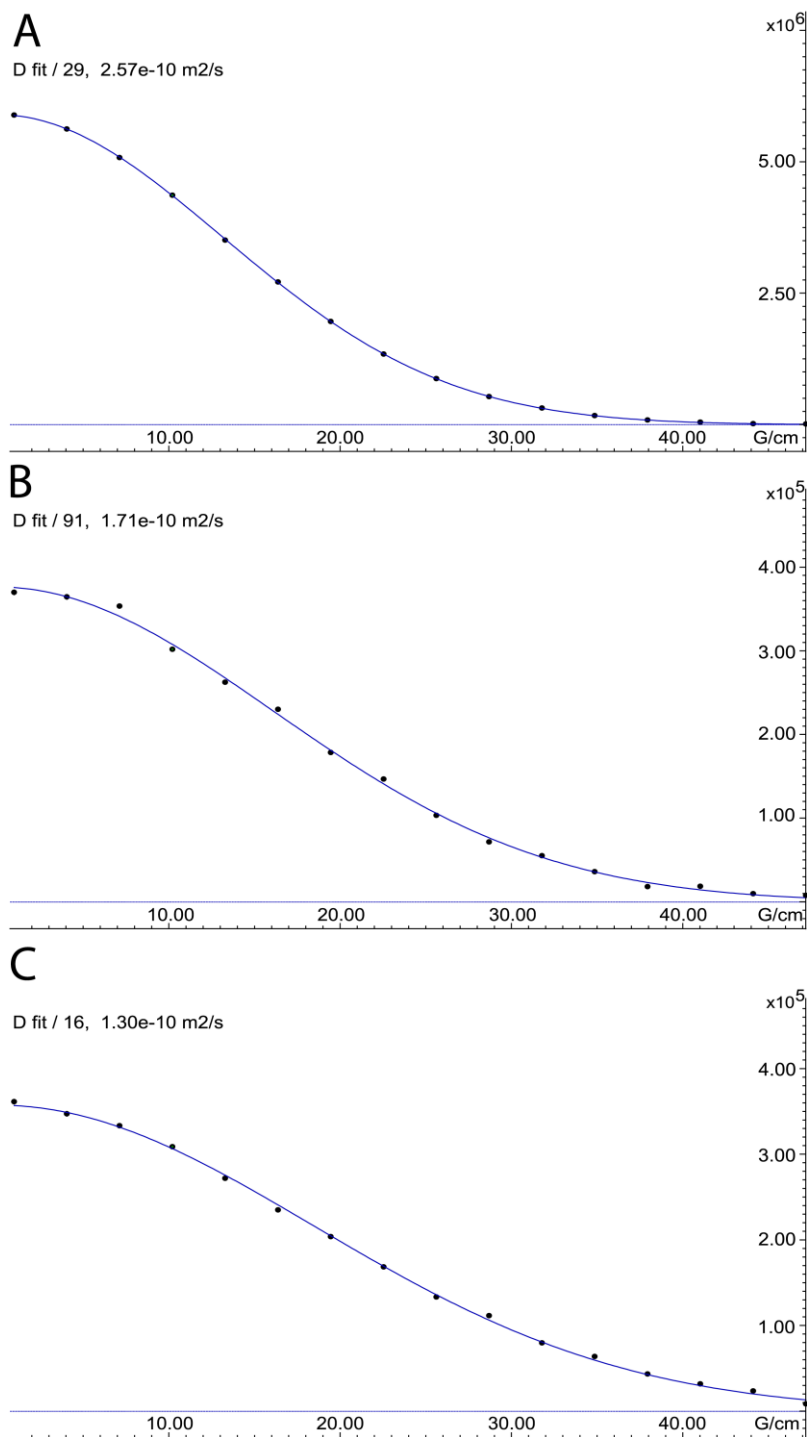 A
x10⁶
D fit / 29, 2.57e-10 m2/s
5.00
2.50
10.00 20.00 30.00 40.00 G/cm
B
x10⁵
D fit / 91, 1.71e-10 m2/s
4.00
3.00
2.00
1.00
10.00 20.00 30.00 40.00 G/cm
C
x10⁵
D fit / 16, 1.30e-10 m2/s
4.00
3.00
2.00
1.00
10.00 20.00 30.00 40.00 G/cm